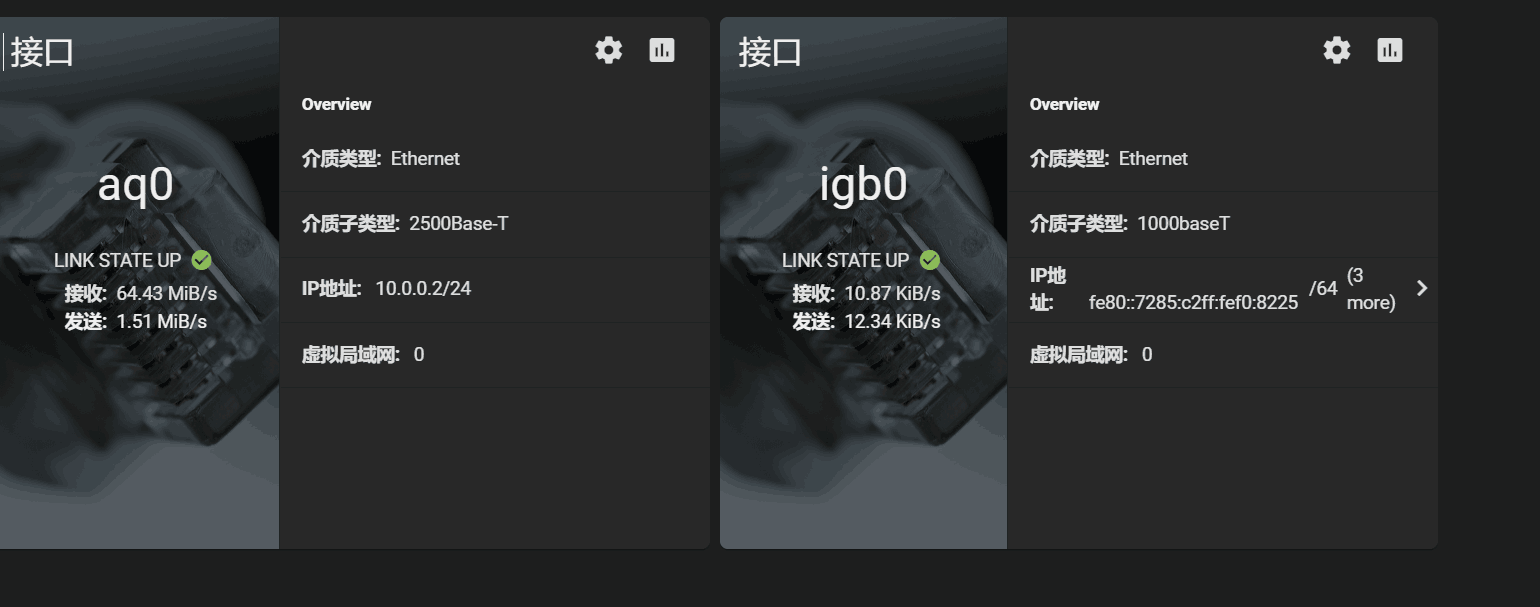 接口
Overview
介质类型: Ethernet
aq0
介质子类型: 2500Base-T
LINK STATE UP
接收: 64.43 MiB/s
发送: 1.51 MiB/s
IP地址: 10.0.0.2/24
虚拟局域网: 0
接口
Overview
介质类型: Ethernet
igb0
介质子类型: 1000baseT
LINK STATE UP
接收: 10.87 KiB/s
发送: 12.34 KiB/s
IP地
址: fe80::7285:c2ff:fef0:8225 /64 (3
more)
虚拟局域网: 0